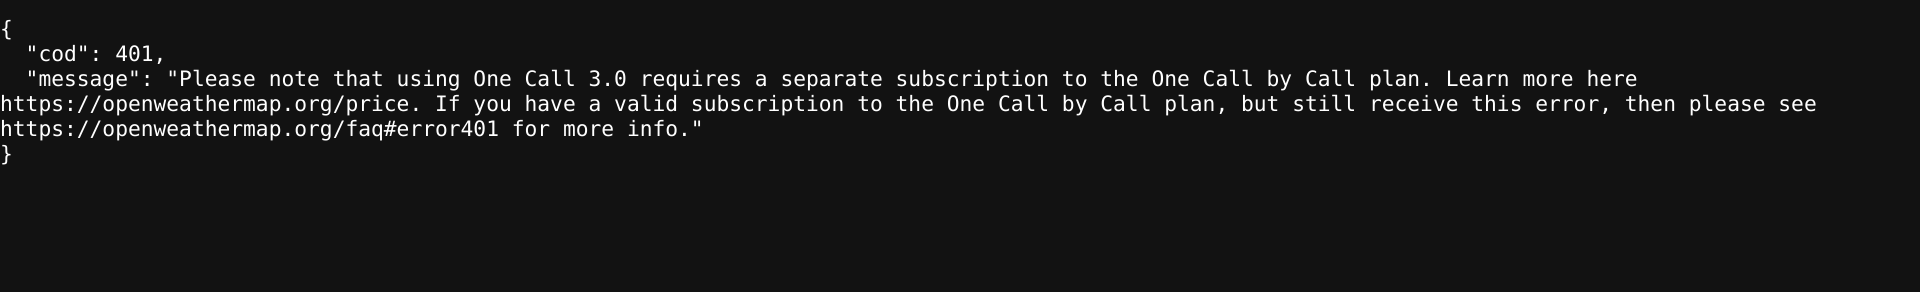 {
  "cod": 401,
  "message": "Please note that using One Call 3.0 requires a separate subscription to the One Call by Call plan. Learn more here
https://openweathermap.org/price. If you have a valid subscription to the One Call by Call plan, but still receive this error, then please see
https://openweathermap.org/faq#error401 for more info."
}